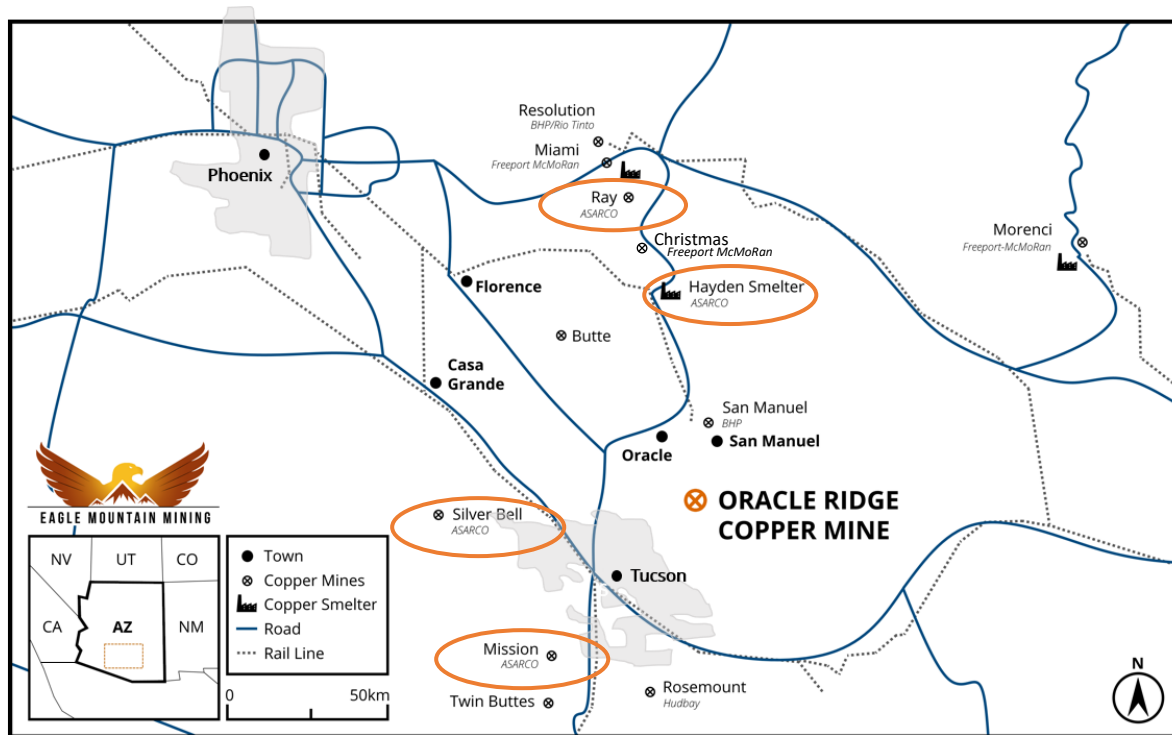 Resolution
BHP/Rio Tinto
Miami
Freeport McMoRan
Phoenix
Ray
ASARCO
Christmas
Freeport McMoRan
Morenci
Freeport-McMoRan
Florence
Hayden Smelter
ASARCO
Butte
Casa
Grande
San Manuel
BHP
Oracle
San Manuel
ORACLE RIDGE
COPPER MINE
EAGLE MOUNTAIN MINING
Silver Bell
ASARCO
Tucson
Mission
ASARCO
Twin Buttes
Rosemount
Hudbay
NV
UT
CO
CA
AZ
NM
Town
Copper Mines
Copper Smelter
Road
Rail Line
0
50km
N